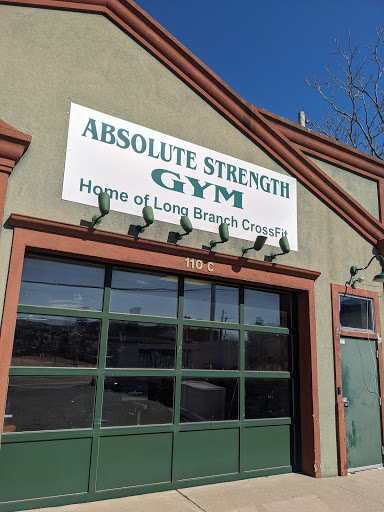 ABSOLUTE STRENGTH
GYM
Home of Long Branch CrossFit
110 C